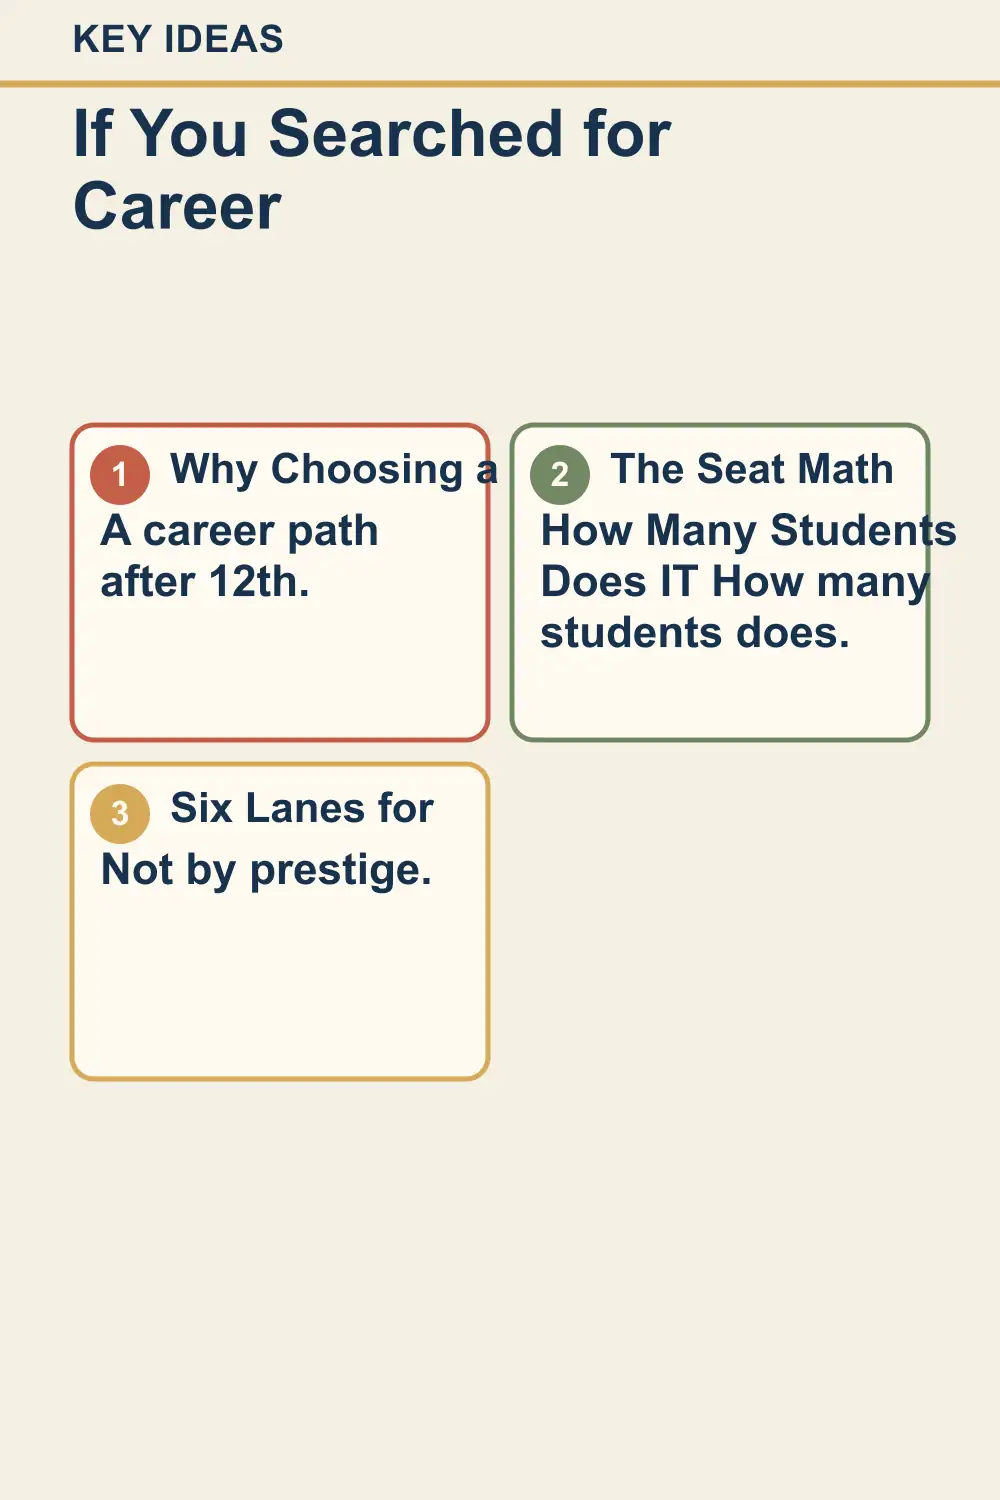 KEY IDEAS
If You Searched for
Career
1 Why Choosing a
A career path
after 12th.
2 The Seat Math
How Many Students
Does IT How many
students does.
3 Six Lanes for
Not by prestige.